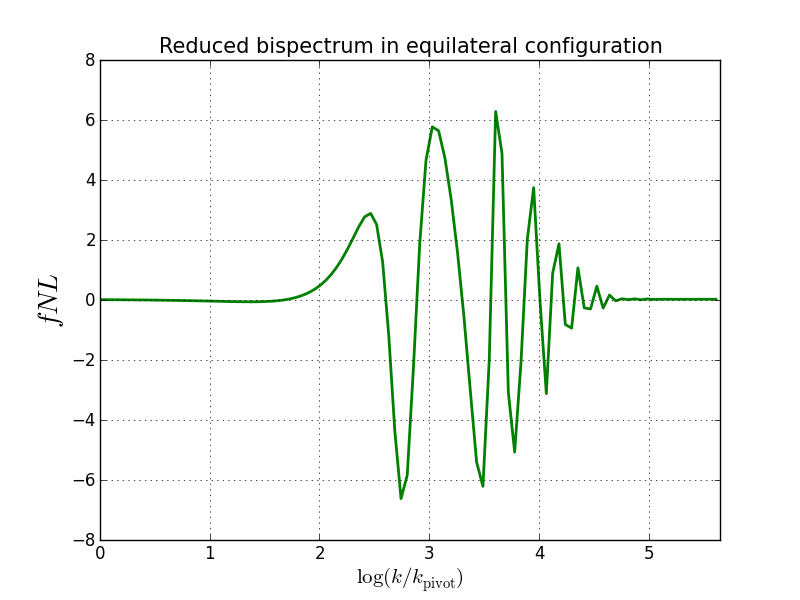 Reduced bispectrum in equilateral configuration
8
6
4
2
0
−2
−4
−6
−8
fNL
0 1 2 3 4 5
log(k/k_pivot)